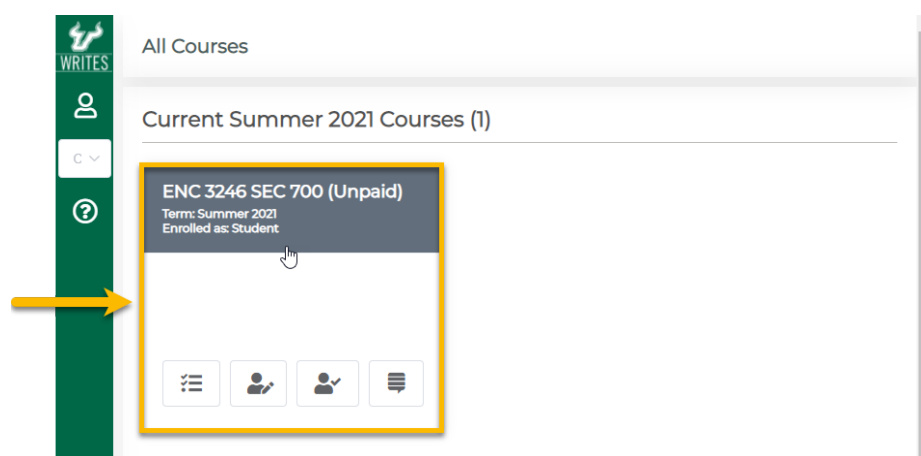 WRITES
All Courses
Current Summer 2021 Courses (1)
C
ENC 3246 SEC 700 (Unpaid)
Term: Summer 2021
Enrolled as: Student